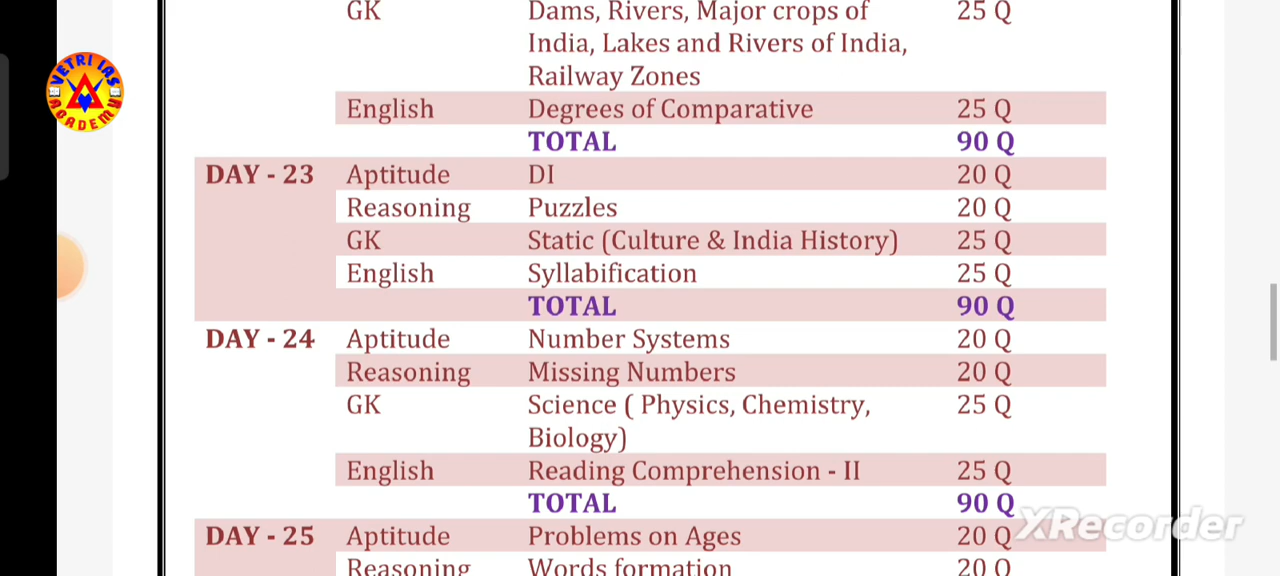 GK Dams, Rivers, Major crops of 25 Q
India, Lakes and Rivers of India,
Railway Zones
VETRI IAS
ACADEMY
English Degrees of Comparative 25 Q
TOTAL 90 Q
DAY - 23 Aptitude DI 20 Q
Reasoning Puzzles 20 Q
GK Static (Culture & India History) 25 Q
English Syllabification 25 Q
TOTAL 90 Q
DAY - 24 Aptitude Number Systems 20 Q
Reasoning Missing Numbers 20 Q
GK Science ( Physics, Chemistry, 25 Q
Biology)
English Reading Comprehension - II 25 Q
TOTAL 90 Q
XRecorder
DAY - 25 Aptitude Problems on Ages 20 Q
Reasoning Words formation 20 Q